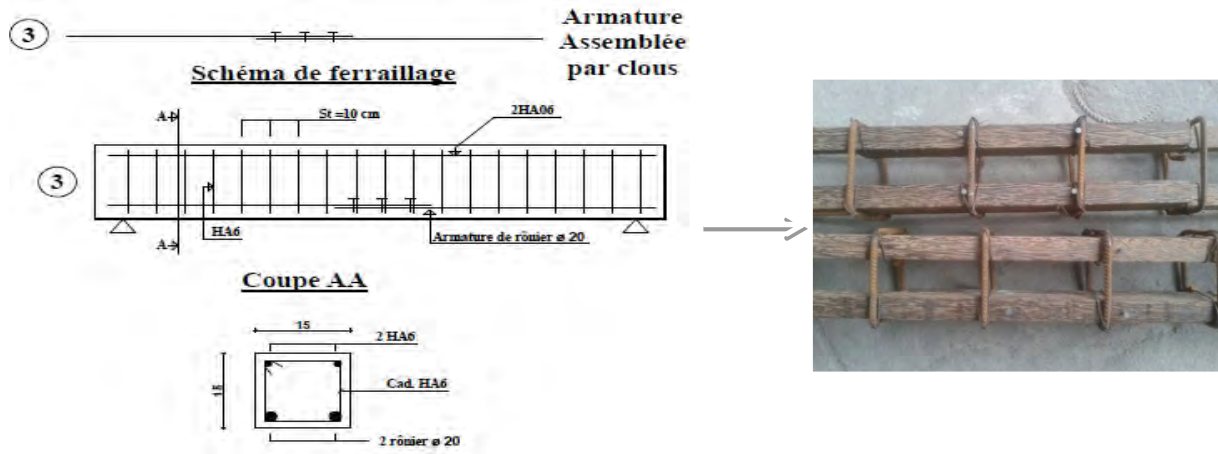 3
Armature
Assemblée
par clous
Schéma de ferraillage
A
St =10 cm
2HA06
3
HA6
Armature de rônier ø 20
A
Coupe AA
15
2 HA6
Cad. HA6
15
2 rônier ø 20